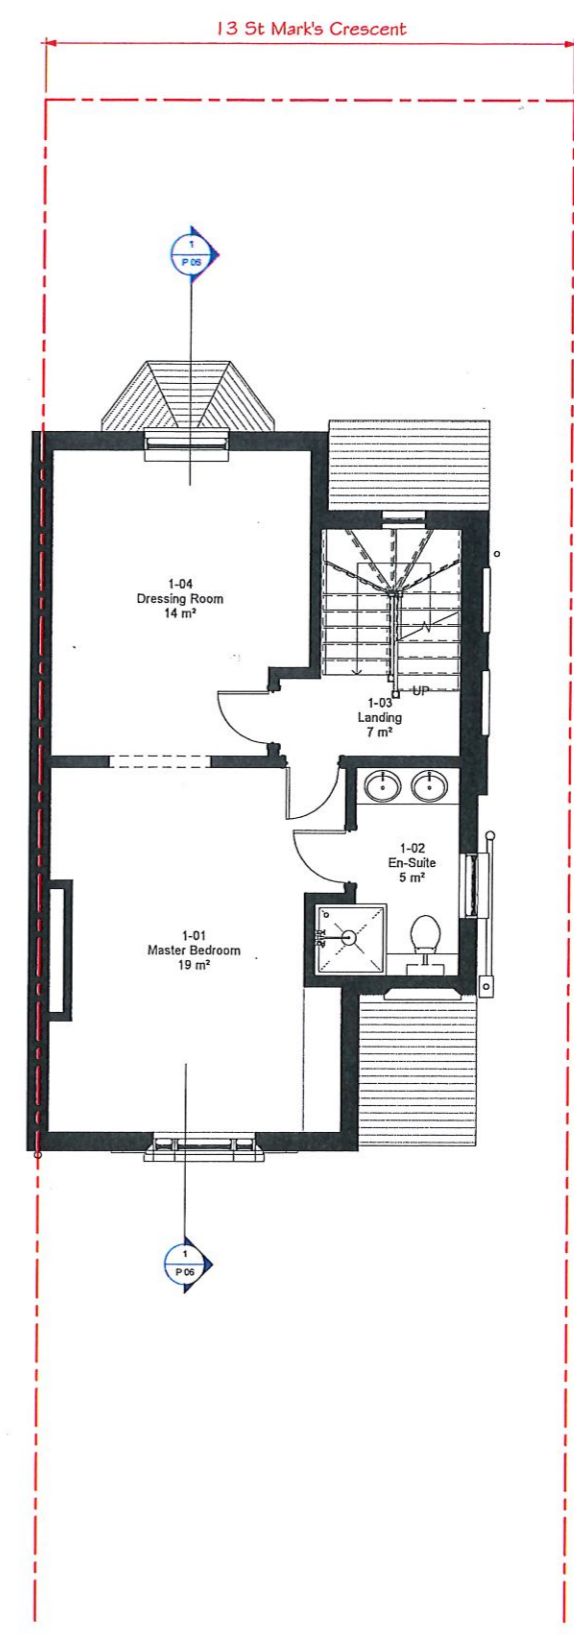 13 St Mark's Crescent
1
P 06
1-04
Dressing Room
14 m²
UP
1-03
Landing
7 m²
1-02
En-Suite
5 m²
1-01
Master Bedroom
19 m²
1
P 06